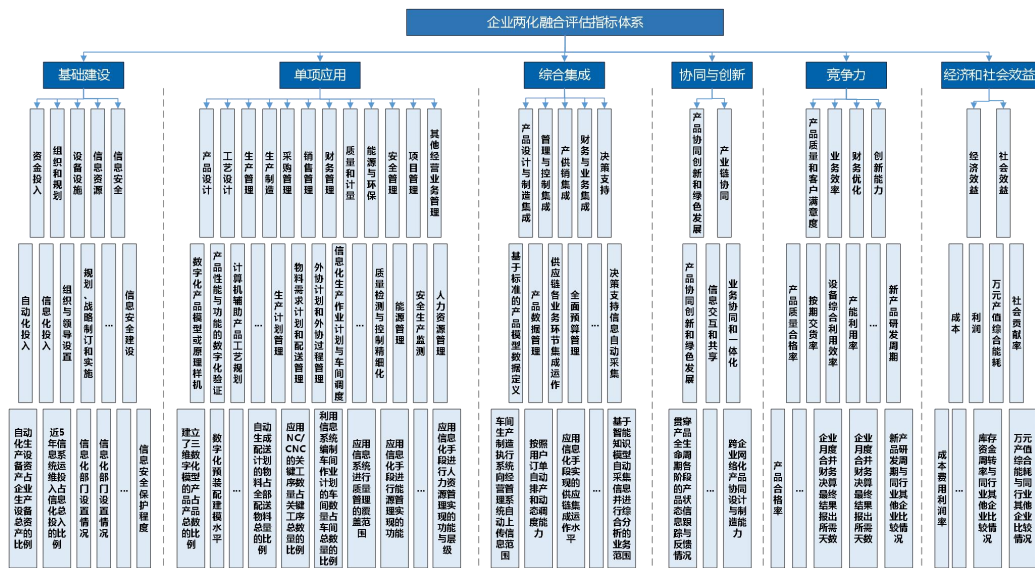 企业两化融合评估指标体系
基础建设
单项应用
综合集成
协同与创新
竞争力
经济和社会效益
资金投入
组织和规划
设备设施
信息资源
信息安全
产品设计
工艺设计
生产管理
生产制造
采购管理
销售管理
财务管理
质量和计量
能源与环保
安全管理
项目管理
其他经营业务管理
产品设计与制造集成
管理与控制集成
产供销集成
财务与业务集成
决策支持
产品协同创新和绿色发展
产业链协同
产品质量和客户满意度
业务效率
财务优化
创新能力
经济效益
社会效益
自动化投入
信息化投入
组织与领导设置
规划、战略制订和实施
...
信息安全建设
数字化产品模型或原理样机
产品性能与功能的数字化验证
计算机辅助产品工艺规划
...
生产计划管理
物料需求计划和配送管理
外协计划和外协过程管理
信息化生产作业计划与车间调度
...
质量检测与控制精细化
能源管理
安全生产监测
人力资源管理
基于标准的产品模型数据定义
产品数据管理
供应链各业务环节集成运作
全面预算管理
...
决策支持信息自动采集
产品协同创新和绿色发展
信息交互和共享
业务协同和一体化
产品质量合格率
按期交货率
设备综合利用效率
产能利用率
...
新产品研发周期
成本
利润
万元产值综合能耗
社会贡献率
自动化生产设备资产占企业生产设备总资产的比例
近5年信息系统运维投入占信息化总投入的比例
信息化部门设置情况
信息化部门设置情况
...
信息安全保护程度
建立了三维数字化模型的产品占产品总数的比例
数字化预装配建模水平
...
自动生成配送计划的物料占全部配送物料总量的比例
应用NC/CNC的关键工序占关键工序总量的比例
利用信息系统编制车间作业计划的车间数量占车间总数量的比例
应用信息系统进行质量管理的覆盖范围
应用信息化手段进行能源管理实现的功能
...
应用信息化手段进行人力资源管理实现的功能与层级
车间生产制造执行系统向经营管理系统自动上传信息的范围
按照用户订单自动排产和动态调度能力
应用信息化手段实现供应链集成运作的水平
...
基于智能知识模型自动采集信息并进行综合分析的业务范围
贯穿产品全生命周期各阶段的产品状态信息跟踪与反馈情况
...
跨企业网络化产品协同设计与制造能力
产品合格率
...
企业月度财务合并决算最终结果报出所需天数
企业月度财务合并决算最终结果报出所需天数
新产品研发周期与同行业其他企业比较情况
成本费用利润率
...
库存资金周转率与同行业其他企业比较情况
万元产值综合能耗与同行业其他企业比较情况